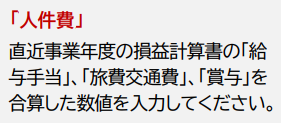 「人件費」
直近事業年度の損益計算書の「給
与手当」、「旅費交通費」、「賞与」を
合算した数値を入力してください。